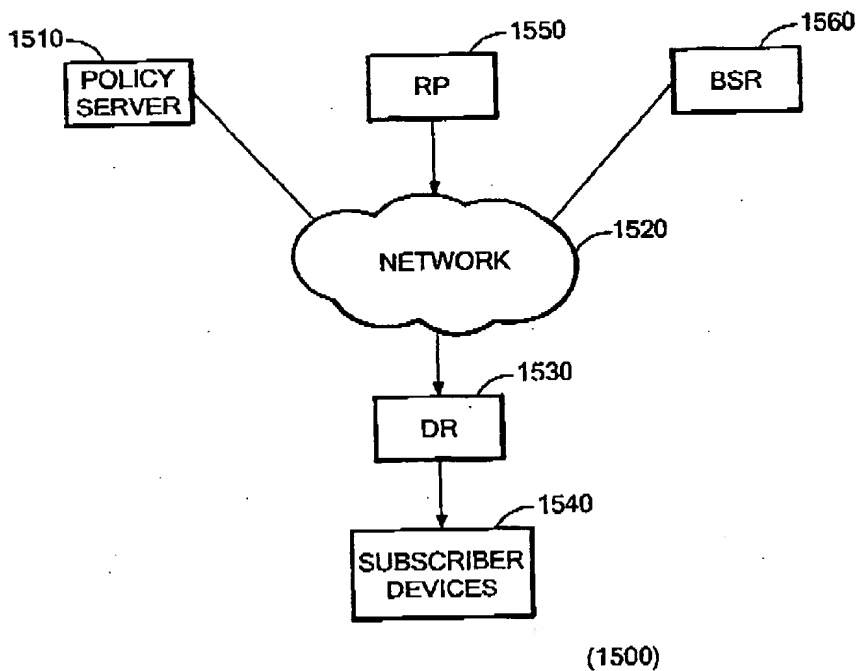 1510
POLICY
SERVER
1550
RP
1560
BSR
NETWORK
1520
1530
DR
1540
SUBSCRIBER
DEVICES
(1500)